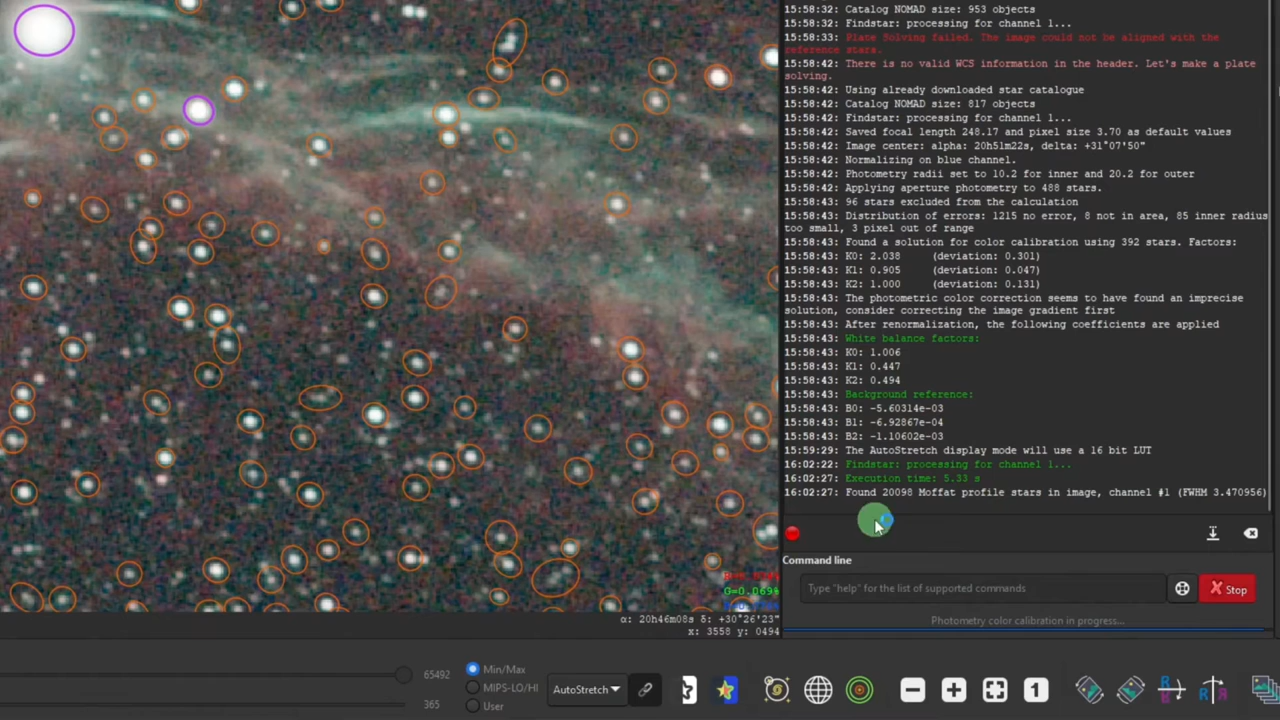 15:58:32: Catalog NOMAD size: 953 objects
15:58:32: Findstar: processing for channel 1...
15:58:33: Plate Solving failed. The image could not be aligned with the
reference stars.
15:58:42: There is no valid WCS information in the header. Let's make a plate
solving.
15:58:42: Using already downloaded star catalogue
15:58:42: Catalog NOMAD size: 817 objects
15:58:42: Findstar: processing for channel 1...
15:58:42: Saved focal length 248.17 and pixel size 3.70 as default values
15:58:42: Image center: alpha: 20h51m22s, delta: +31°07'50"
15:58:42: Normalizing on blue channel.
15:58:42: Photometry radii set to 10.2 for inner and 20.2 for outer
15:58:42: Applying aperture photometry to 488 stars.
15:58:43: 96 stars excluded from the calculation
15:58:43: Distribution of errors: 1215 no error, 8 not in area, 85 inner radius
too small, 3 pixel out of range
15:58:43: Found a solution for color calibration using 392 stars. Factors:
15:58:43: K0: 2.038 (deviation: 0.301)
15:58:43: K1: 0.905 (deviation: 0.047)
15:58:43: K2: 1.000 (deviation: 0.131)
15:58:43: The photometric color correction seems to have found an imprecise
solution, consider correcting the image gradient first
15:58:43: After renormalization, the following coefficients are applied
15:58:43: White balance factors:
15:58:43: K0: 1.006
15:58:43: K1: 0.447
15:58:43: K2: 0.494
15:58:43: Background reference:
15:58:43: B0: -5.60314e-03
15:58:43: B1: -6.92867e-04
15:58:43: B2: -1.10602e-03
15:59:29: The AutoStretch display mode will use a 16 bit LUT
16:02:22: Findstar: processing for channel 1...
16:02:27: Execution time: 5.33 s
16:02:27: Found 20098 Moffat profile stars in image, channel #1 (FWHM 3.470956)
Command line
Type "help" for the list of supported commands
Stop
Photometry color calibration in progress...
G=0.069%
α: 20h46m08s δ: +30°26'23"
x: 3558 y: 0494
65492
365
Min/Max
MIPS-LO/HI
User
AutoStretch
1
R
R R